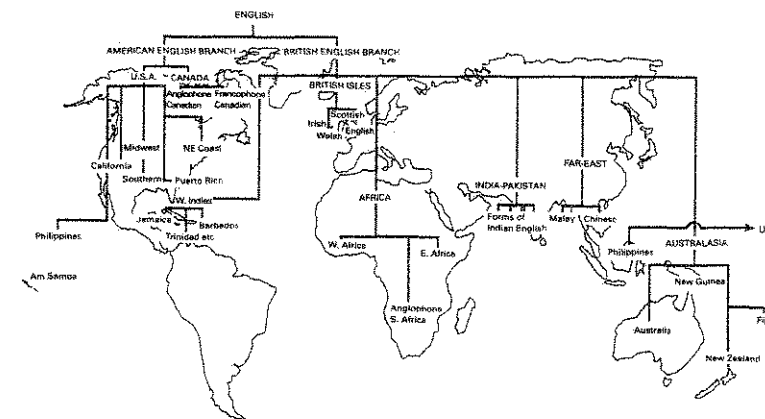 ENGLISH
AMERICAN ENGLISH BRANCH
BRITISH ENGLISH BRANCH
U.S.A.
CANADA
BRITISH ISLES
Anglophone
Canadian
Francophone
Canadian
Scottish
Irish
Welsh
English
Midwest
NE Coast
California
Southern
Puerto Rico
W. Indies
Jamaica
Barbados
Trinidad etc
Philippines
Am Samoa
AFRICA
W. Africa
E. Africa
Anglophone
S. Africa
INDIA-PAKISTAN
Forms of
Indian English
FAR-EAST
Malay
Chinese
Philippines
U
AUSTRALASIA
New Guinea
Australia
New Zealand